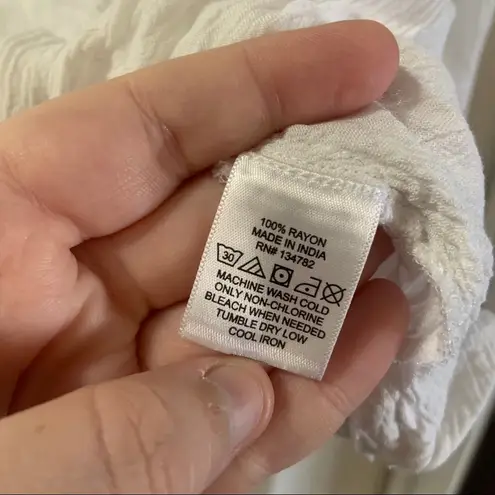 100% RAYON
MADE IN INDIA
RN# 134782
30
MACHINE WASH COLD
ONLY NON-CHLORINE
BLEACH WHEN NEEDED
TUMBLE DRY LOW
COOL IRON